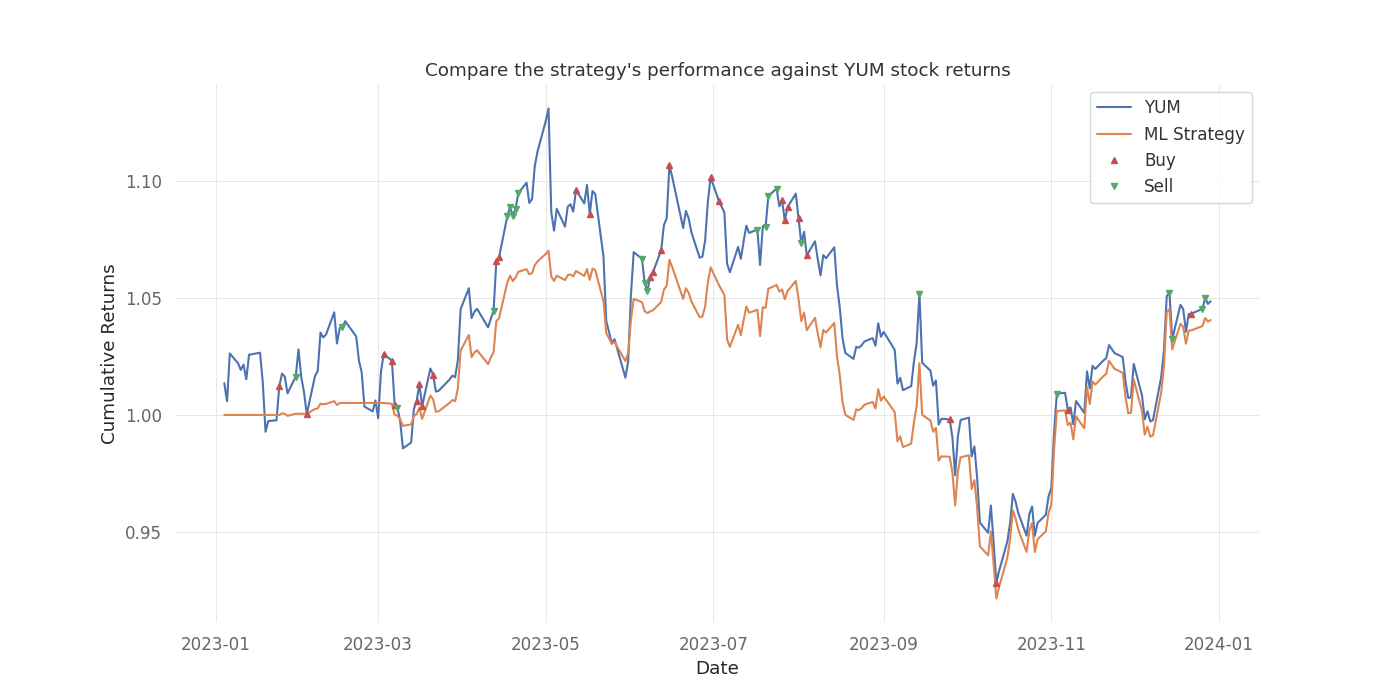 Compare the strategy's performance against YUM stock returns
YUM
ML Strategy
Buy
Sell
Cumulative Returns
1.10
1.05
1.00
0.95
2023-01
2023-03
2023-05
2023-07
2023-09
2023-11
2024-01
Date